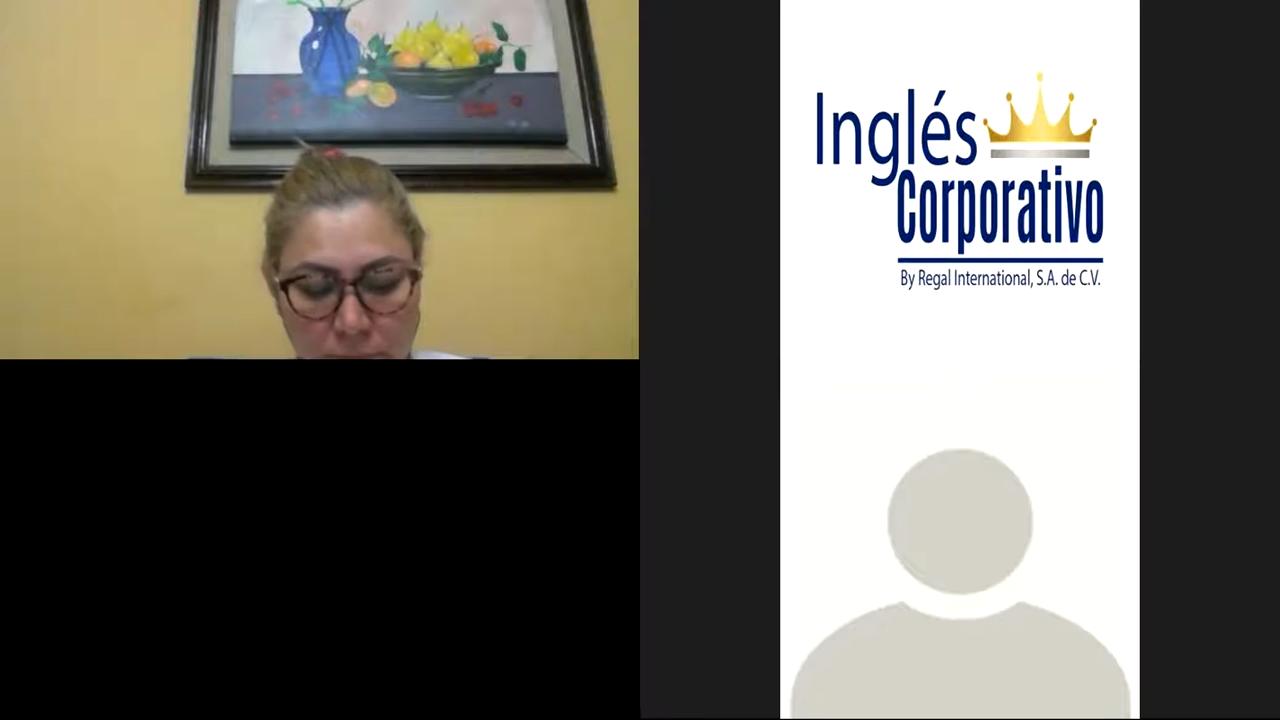 Inglés
Corporativo
By Regal International, S.A. de C.V.